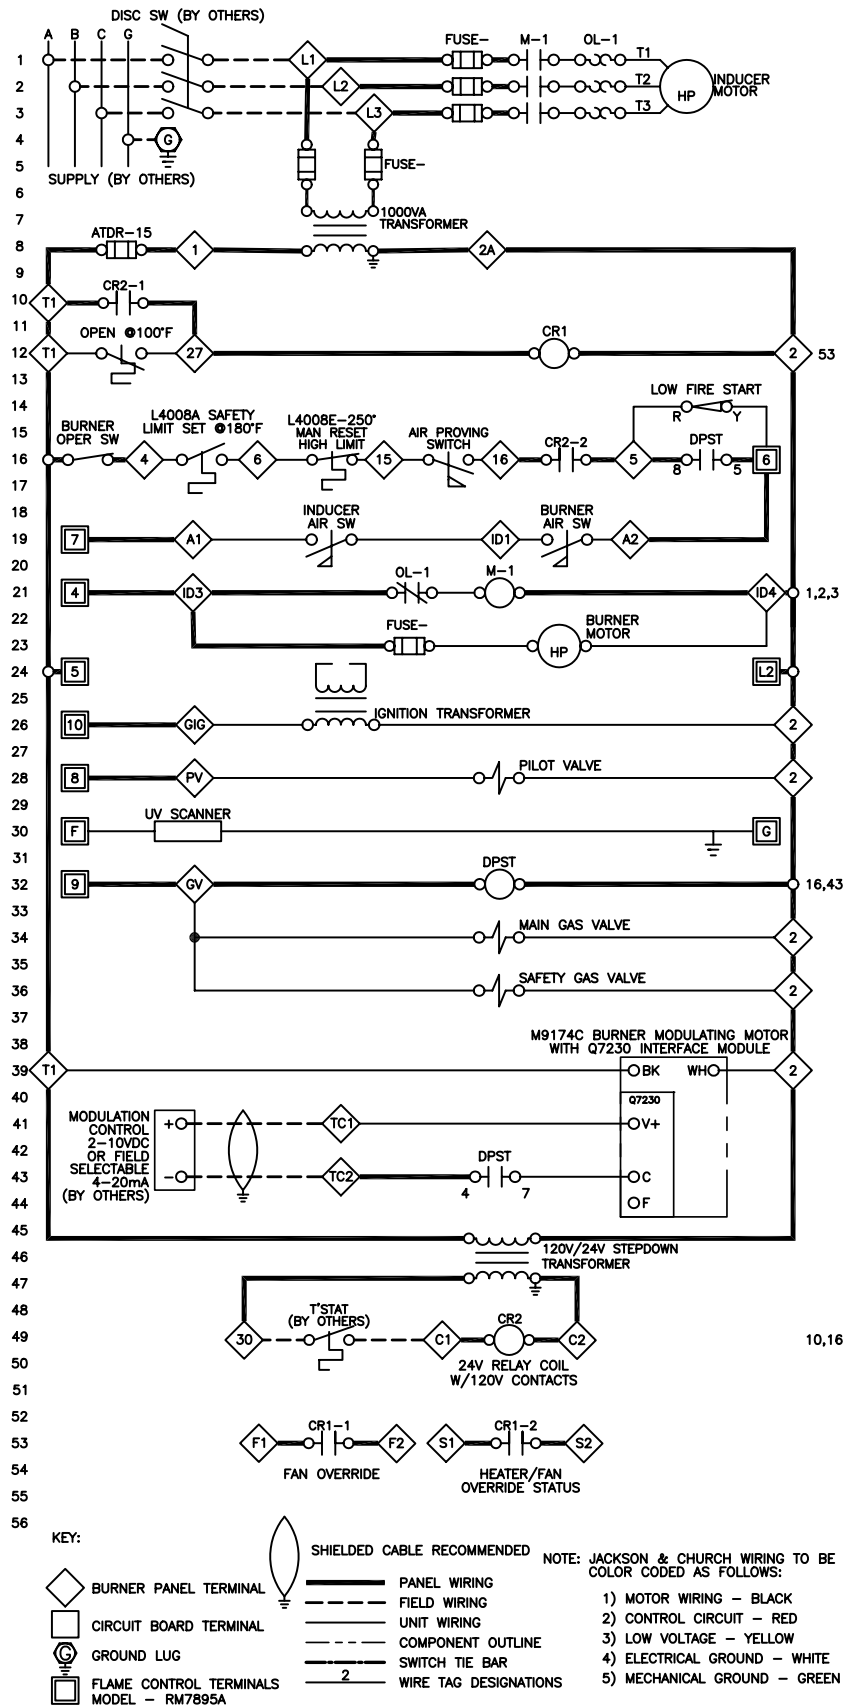 DISC SW (BY OTHERS)
A B C G
FUSE- M-1 OL-1
1 L1 T1
2 L2 T2 HP INDUCER
MOTOR
3 L3 T3
4 G
5 FUSE-
SUPPLY (BY OTHERS)
6
7 1000VA
TRANSFORMER
ATDR-15
8 1 2A
9
CR2-1
10 T1
11
OPEN @100°F CR1
12 T1 27 2 53
13
LOW FIRE START
14 L4008A SAFETY R Y
BURNER LIMIT SET @180°F L4008E-250°
15 OPER SW MAN RESET AIR PROVING
HIGH LIMIT SWITCH CR2-2 DPST
16 4 6 15 16 5 8 5 6
17
18 INDUCER BURNER
AIR SW AIR SW
19 7 A1 ID1 A2
20
OL-1 M-1
21 4 ID3 ID4 1,2,3
22 FUSE- BURNER
MOTOR
23 HP
24 5 L2
25
26 10 GIG IGNITION TRANSFORMER 2
27
28 8 PV PILOT VALVE 2
29
UV SCANNER
30 F G
31
DPST
32 9 GV 16,43
33
34 MAIN GAS VALVE 2
35
36 SAFETY GAS VALVE 2
37
38 M9174C BURNER MODULATING MOTOR
WITH Q7230 INTERFACE MODULE
39 T1 BK WH 2
40 Q7230
41 MODULATION + TC1 V+
CONTROL
42 2-10VDC
OR FIELD
SELECTABLE DPST
43 4-20mA - TC2 4 7 C
(BY OTHERS)
44 F
45
120V/24V STEPDOWN
46 TRANSFORMER
47
48 T'STAT
(BY OTHERS) CR2
49 30 C1 C2 10,16
50 24V RELAY COIL
W/120V CONTACTS
51
52
CR1-1 CR1-2
53 F1 F2 S1 S2
54 FAN OVERRIDE HEATER/FAN
OVERRIDE STATUS
55
56
KEY:
BURNER PANEL TERMINAL
CIRCUIT BOARD TERMINAL
G GROUND LUG
FLAME CONTROL TERMINALS
MODEL - RM7895A
SHIELDED CABLE RECOMMENDED
PANEL WIRING
FIELD WIRING
UNIT WIRING
COMPONENT OUTLINE
SWITCH TIE BAR
2 WIRE TAG DESIGNATIONS
NOTE: JACKSON & CHURCH WIRING TO BE
COLOR CODED AS FOLLOWS:
1) MOTOR WIRING - BLACK
2) CONTROL CIRCUIT - RED
3) LOW VOLTAGE - YELLOW
4) ELECTRICAL GROUND - WHITE
5) MECHANICAL GROUND - GREEN